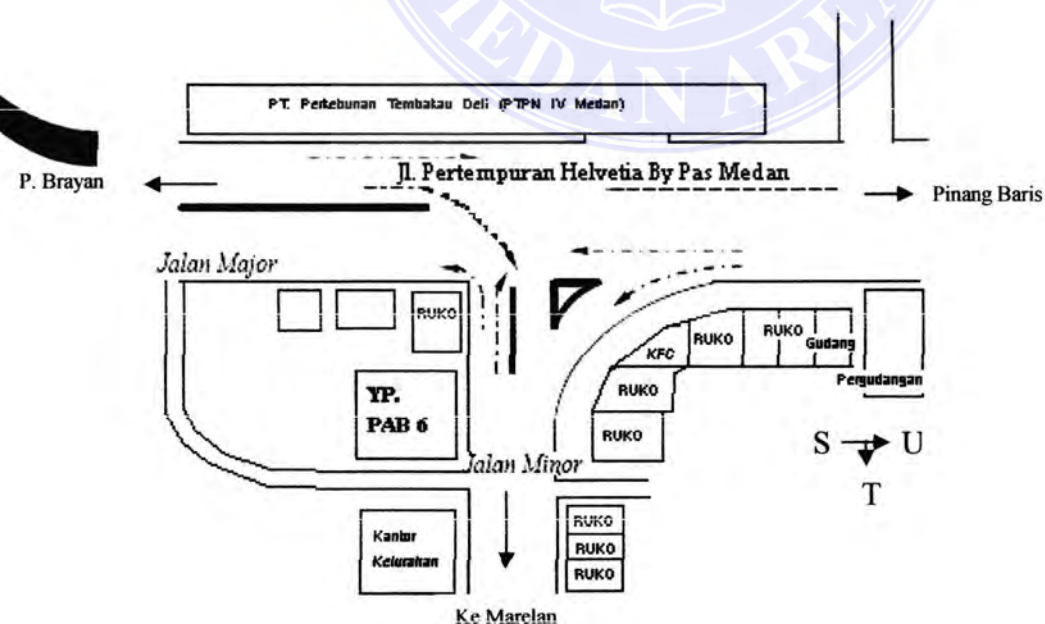 MEDAN AREA
PT. Perkebunan Tembakau Deli (PTPN IV Medan)
Jl. Pertempuran Helvetia By Pas Medan
P. Brayan
Pinang Baris
Jalan Major
RUKO
RUKO
RUKO
Gudang
KFC
Pergudangan
RUKO
YP.
PAB 6
RUKO
S U
T
Jalan Minor
Kantor
Kelurahan
RUKO
RUKO
RUKO
Ke Marelan